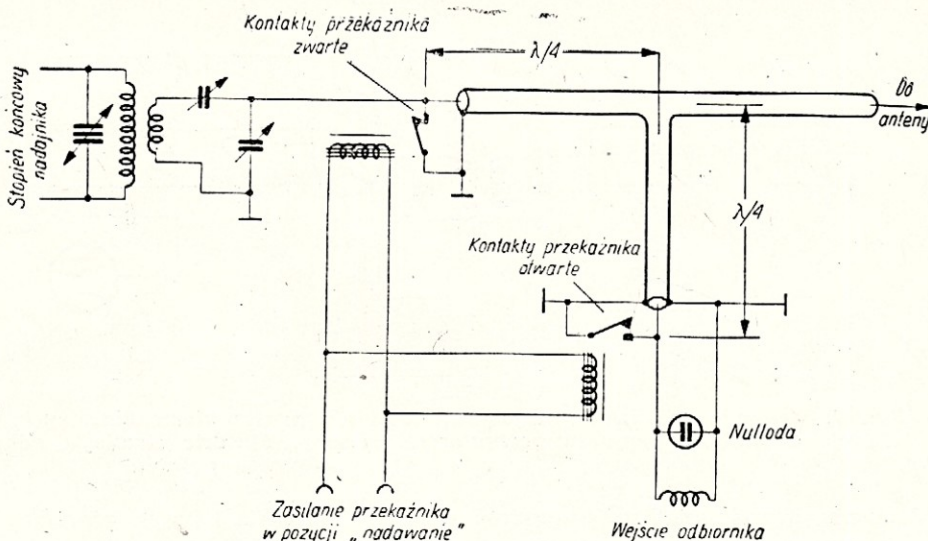 Kontakty przekaźnika
zwarte
λ/4
Do
anteny
Stopień końcowy
nadajnika
λ/4
Kontakty przekaźnika
otwarte
Nulloda
Zasilanie przekaźnika
w pozycji „nadawanie"
Wejście odbiornika